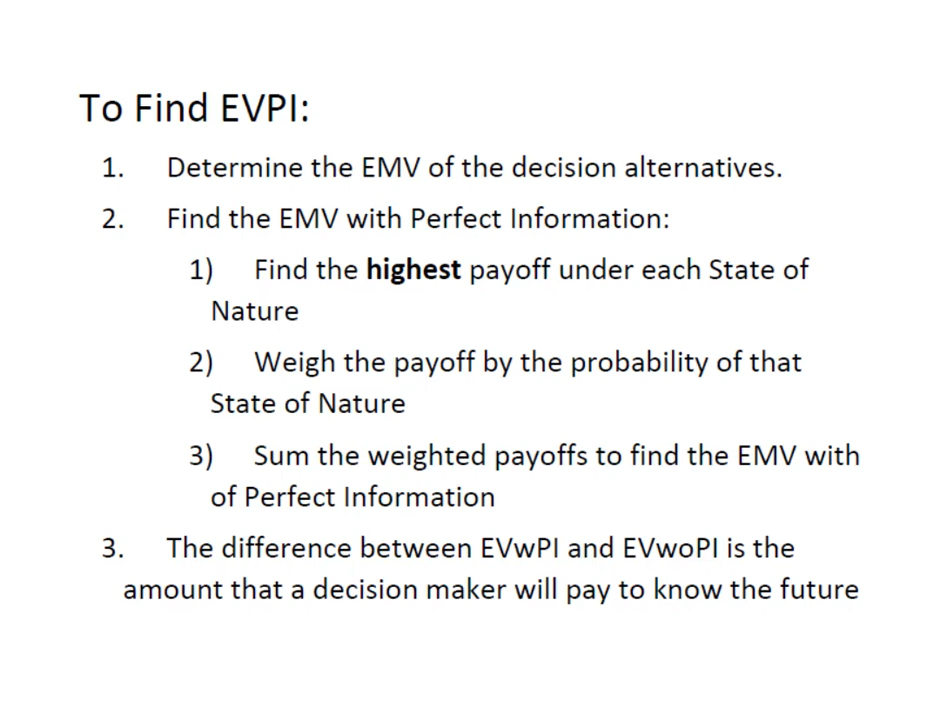 To Find EVPI:
1. Determine the EMV of the decision alternatives.
2. Find the EMV with Perfect Information:
1) Find the highest payoff under each State of
Nature
2) Weigh the payoff by the probability of that
State of Nature
3) Sum the weighted payoffs to find the EMV with
of Perfect Information
3. The difference between EVwPI and EVwoPI is the
amount that a decision maker will pay to know the future